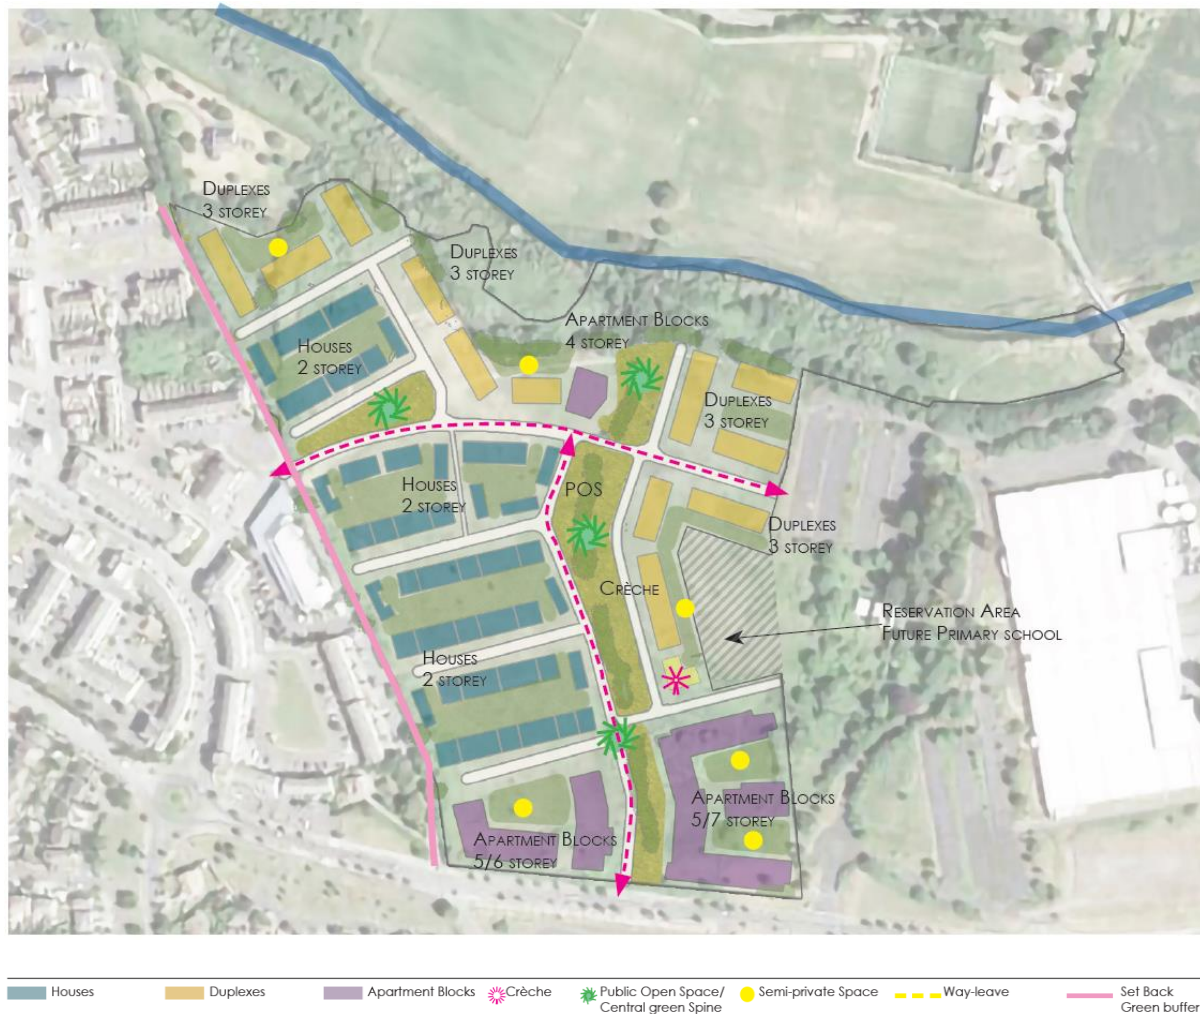 Duplexes
3 storey
Duplexes
3 storey
Apartment Blocks
4 storey
Houses
2 storey
Duplexes
3 storey
Houses
2 storey
POS
Duplexes
3 storey
Crèche
Reservation Area
Future Primary school
Houses
2 storey
Apartment Blocks
5/7 storey
Apartment Blocks
5/6 storey
Houses
Duplexes
Apartment Blocks
Crèche
Public Open Space/
Central green Spine
Semi-private Space
Way-leave
Set Back
Green buffer